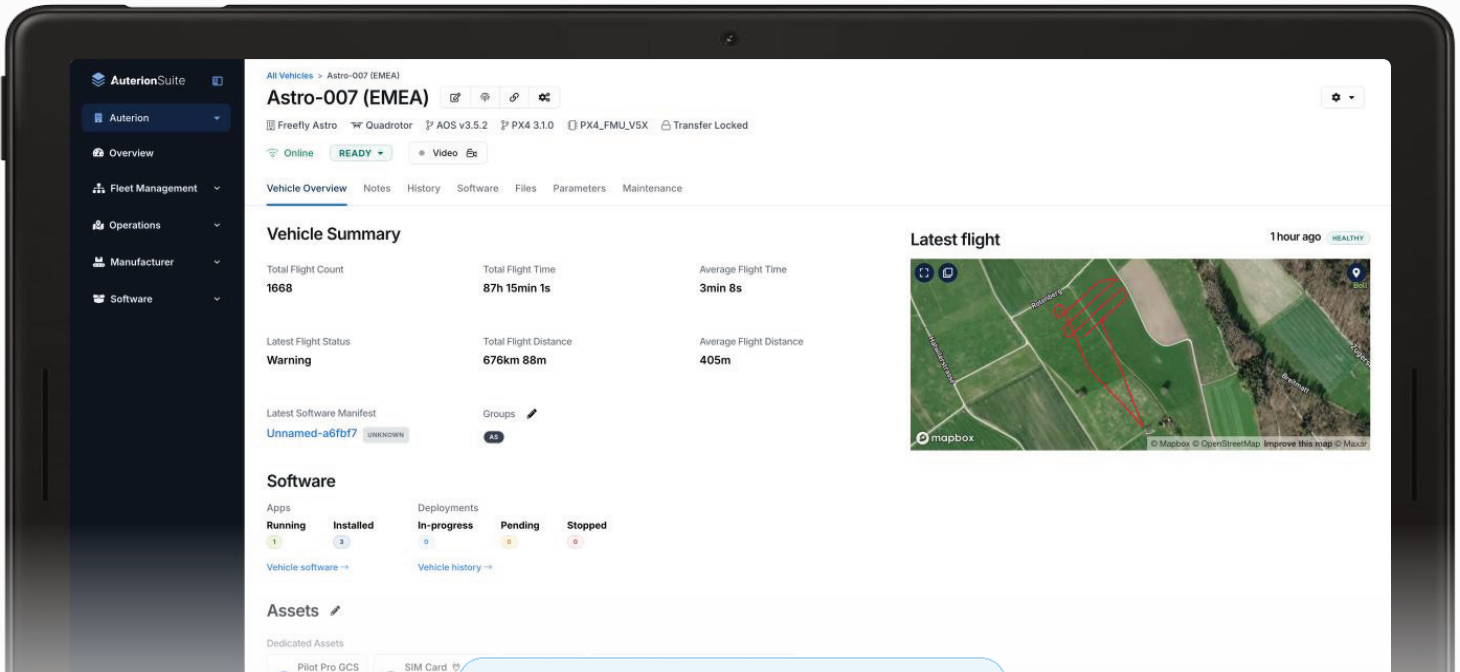 AuterionSuite
Auterion
Overview
Fleet Management
Operations
Manufacturer
Software
All Vehicles > Astro-007 (EMEA)
Astro-007 (EMEA)
Freefly Astro Quadrotor AOS v3.5.2 PX4 3.1.0 PX4_FMU_V5X Transfer Locked
Online READY Video
Vehicle Overview Notes History Software Files Parameters Maintenance
Vehicle Summary
Total Flight Count Total Flight Time Average Flight Time
1668 87h 15min 1s 3min 8s
Latest Flight Status Total Flight Distance Average Flight Distance
Warning 676km 88m 405m
Latest Software Manifest Groups
Unnamed-a6fbf7 UNKNOWN AS
Latest flight 1 hour ago HEALTHY
Boll
Rotenberg
Breitmatt
mapbox
© Mapbox © OpenStreetMap Improve this map © Maxar
Software
Apps Deployments
Running Installed In-progress Pending Stopped
1 3 0 0 0
Vehicle software → Vehicle history →
Assets
Dedicated Assets
Pilot Pro GCS SIM Card